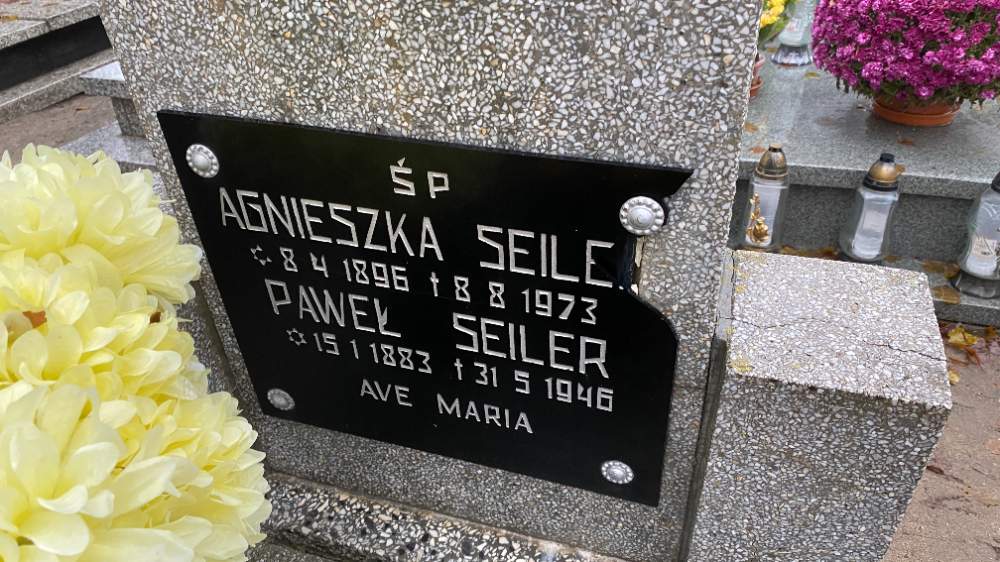 ŚP
AGNIESZKA SEILE
✡ 8 4 1896 † 8 8 1973
PAWEŁ SEILER
✡ 15 1 1883 † 31 5 1946
AVE MARIA